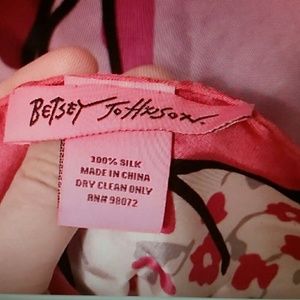 BETSEY JOHNSON.
100% SILK
MADE IN CHINA
DRY CLEAN ONLY
RN# 98072